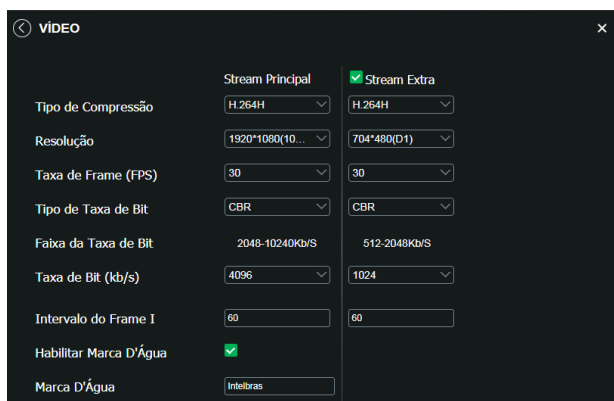 VÍDEO
Stream Principal Stream Extra
Tipo de Compressão H.264H H.264H
Resolução 1920*1080(10... 704*480(D1)
Taxa de Frame (FPS) 30 30
Tipo de Taxa de Bit CBR CBR
Faixa da Taxa de Bit 2048-10240Kb/S 512-2048Kb/S
Taxa de Bit (kb/s) 4096 1024
Intervalo do Frame I 60 60
Habilitar Marca D'Água
Marca D'Água Intelbras